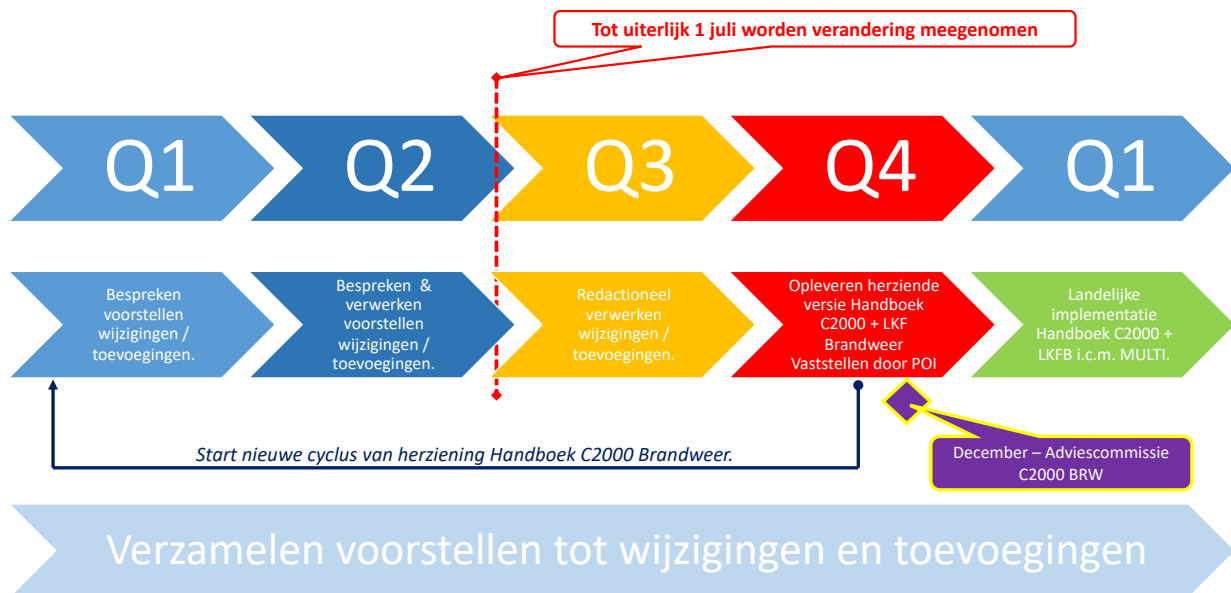 Tot uiterlijk 1 juli worden verandering meegenomen
Q1
Q2
Q3
Q4
Q1
Bespreken
voorstellen
wijzigingen /
toevoegingen.
Bespreken &
verwerken
voorstellen
wijzigingen /
toevoegingen.
Redactioneel
verwerken
wijzigingen /
toevoegingen.
Opleveren herziende
versie Handboek
C2000 + LKF
Brandweer
Vaststellen door POI
Landelijke
implementatie
Handboek C2000 +
LKFB i.c.m. MULTI.
Start nieuwe cyclus van herziening Handboek C2000 Brandweer.
December – Adviescommissie
C2000 BRW
Verzamelen voorstellen tot wijzigingen en toevoegingen